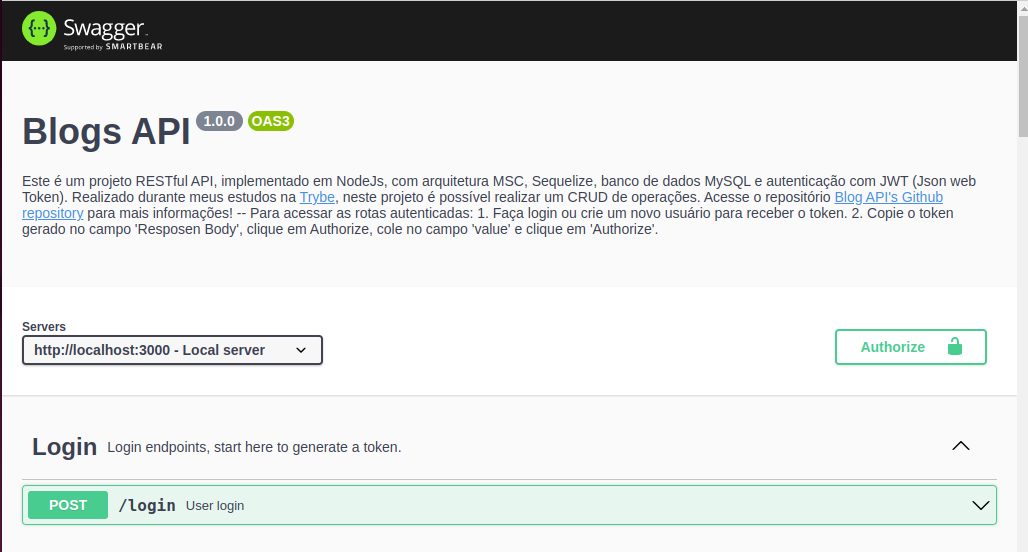 Swagger
Supported by SMARTBEAR
Blogs API 1.0.0 OAS3
Este é um projeto RESTful API, implementado em NodeJs, com arquitetura MSC, Sequelize, banco de dados MySQL e autenticação com JWT (Json web
Token). Realizado durante meus estudos na Trybe, neste projeto é possível realizar um CRUD de operações. Acesse o repositório Blog API's Github
repository para mais informações! -- Para acessar as rotas autenticadas: 1. Faça login ou crie um novo usuário para receber o token. 2. Copie o token
gerado no campo 'Resposen Body', clique em Authorize, cole no campo 'value' e clique em 'Authorize'.
Servers
http://localhost:3000 - Local server
Authorize
Login Login endpoints, start here to generate a token.
POST /login User login